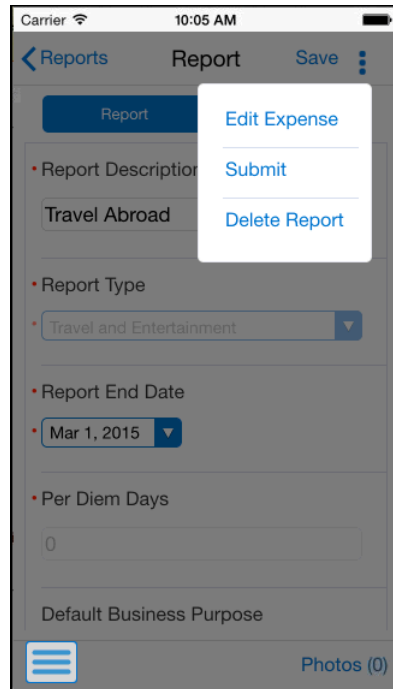 Carrier 10:05 AM
Reports Report Save
Report
Edit Expense
Submit
Delete Report
• Report Description
Travel Abroad
• Report Type
• Travel and Entertainment
• Report End Date
• Mar 1, 2015
• Per Diem Days
0
Default Business Purpose
Photos (0)